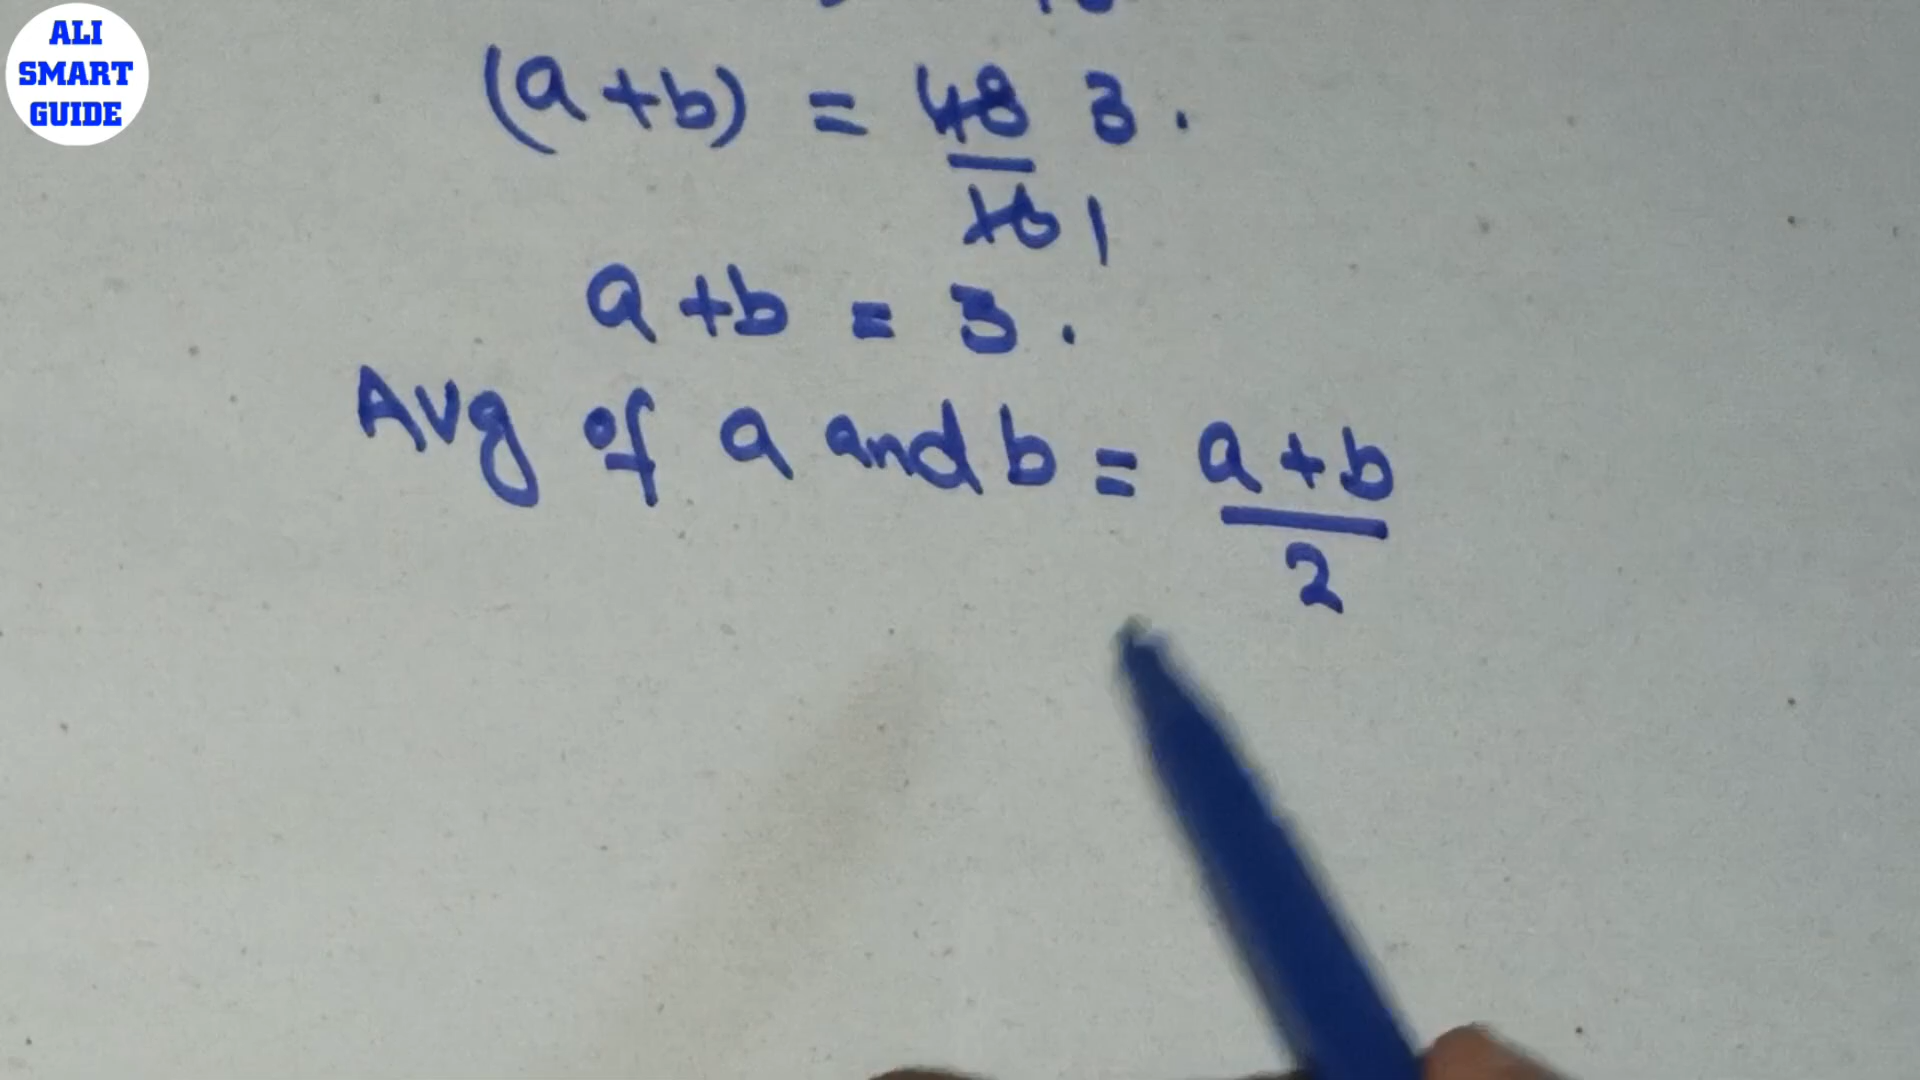 ALI
SMART
GUIDE
(a+b) = 48 3.
16 1
a+b = 3.
Avg of a and b = a+b
2